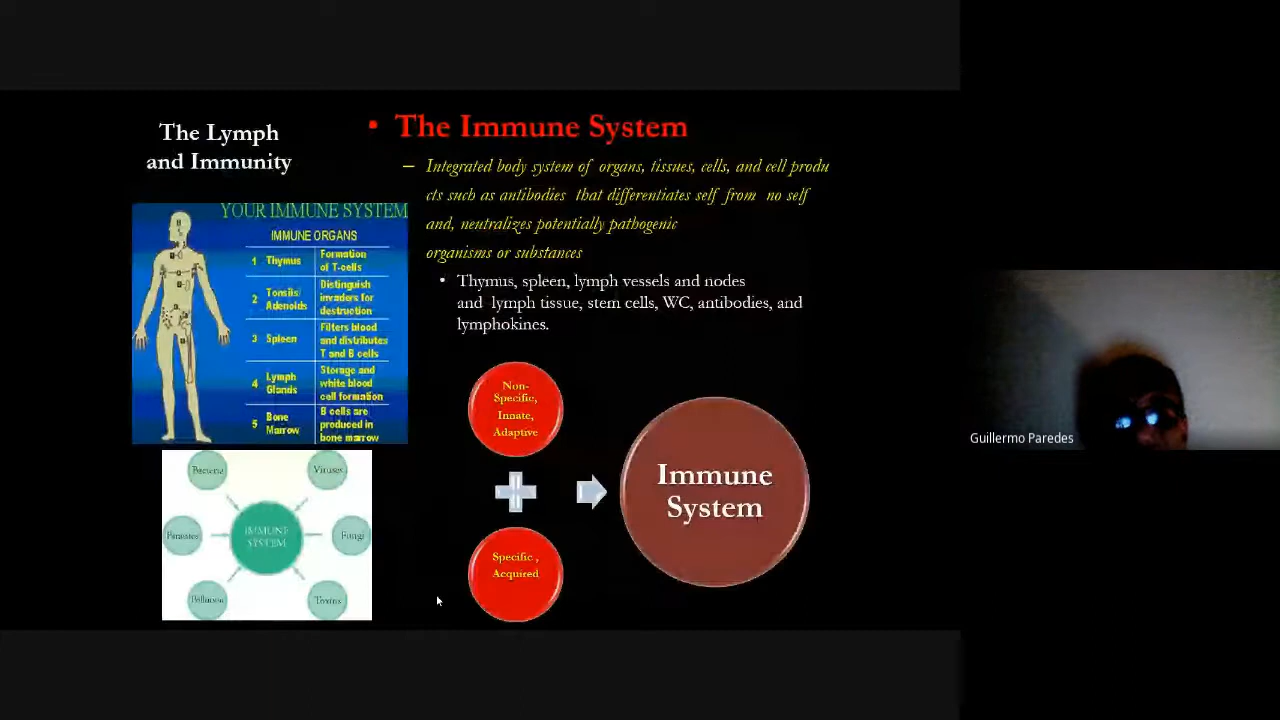 The Lymph
and Immunity
• The Immune System
– Integrated body system of organs, tissues, cells, and cell produ
cts such as antibodies that differentiates self from no self
and, neutralizes potentially pathogenic
organisms or substances
• Thymus, spleen, lymph vessels and nodes
and lymph tissue, stem cells, WC, antibodies, and
lymphokines.
YOUR IMMUNE SYSTEM
IMMUNE ORGANS
1 Thymus Formation
of T-cells
2 Tonsils/
Adenoids
Distinguish
invaders for
destruction
3 Spleen
Filters blood
and distributes
T and B cells
4 Lymph
Glands
Storage and
white blood
cell formation
5 Bone
Marrow
B cells are
produced in
bone marrow
Bacteria
Viruses
Parasites
IMMUNE
SYSTEM
Fungi
Toxins
Non-
Specific,
Innate,
Adaptive
Specific ,
Acquired
Immune
System
Guillermo Paredes